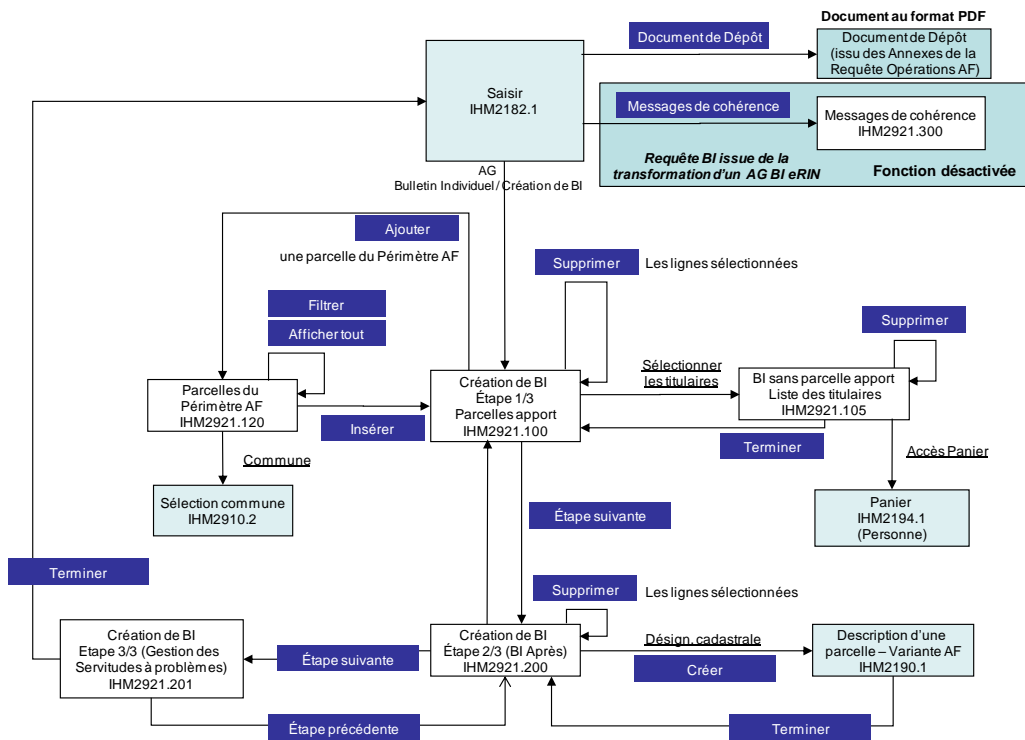 Document au format PDF
Document de Dépôt
Document de Dépôt
(issu des Annexes de la
Requête Opérations AF)
Saisir
IHM2182.1
Messages de cohérence
Messages de cohérence
IHM2921.300
Requête BI issue de la
transformation d'un AG BI eRIN
Fonction désactivée
AG
Bulletin Individuel / Création de BI
Ajouter
une parcelle du Périmètre AF
Supprimer
Les lignes sélectionnées
Filtrer
Afficher tout
Supprimer
Parcelles du
Périmètre AF
IHM2921.120
Insérer
Création de BI
Étape 1/3
Parcelles apport
IHM2921.100
Sélectionner
les titulaires
BI sans parcelle apport
Liste des titulaires
IHM2921.105
Terminer
Commune
Accès Panier
Sélection commune
IHM2910.2
Étape suivante
Panier
IHM2194.1
(Personne)
Terminer
Supprimer
Les lignes sélectionnées
Création de BI
Etape 3/3 (Gestion des
Servitudes à problèmes)
IHM2921.201
Étape suivante
Création de BI
Étape 2/3 (BI Après)
IHM2921.200
Désign. cadastrale
Créer
Description d'une
parcelle – Variante AF
IHM2190.1
Étape précédente
Terminer